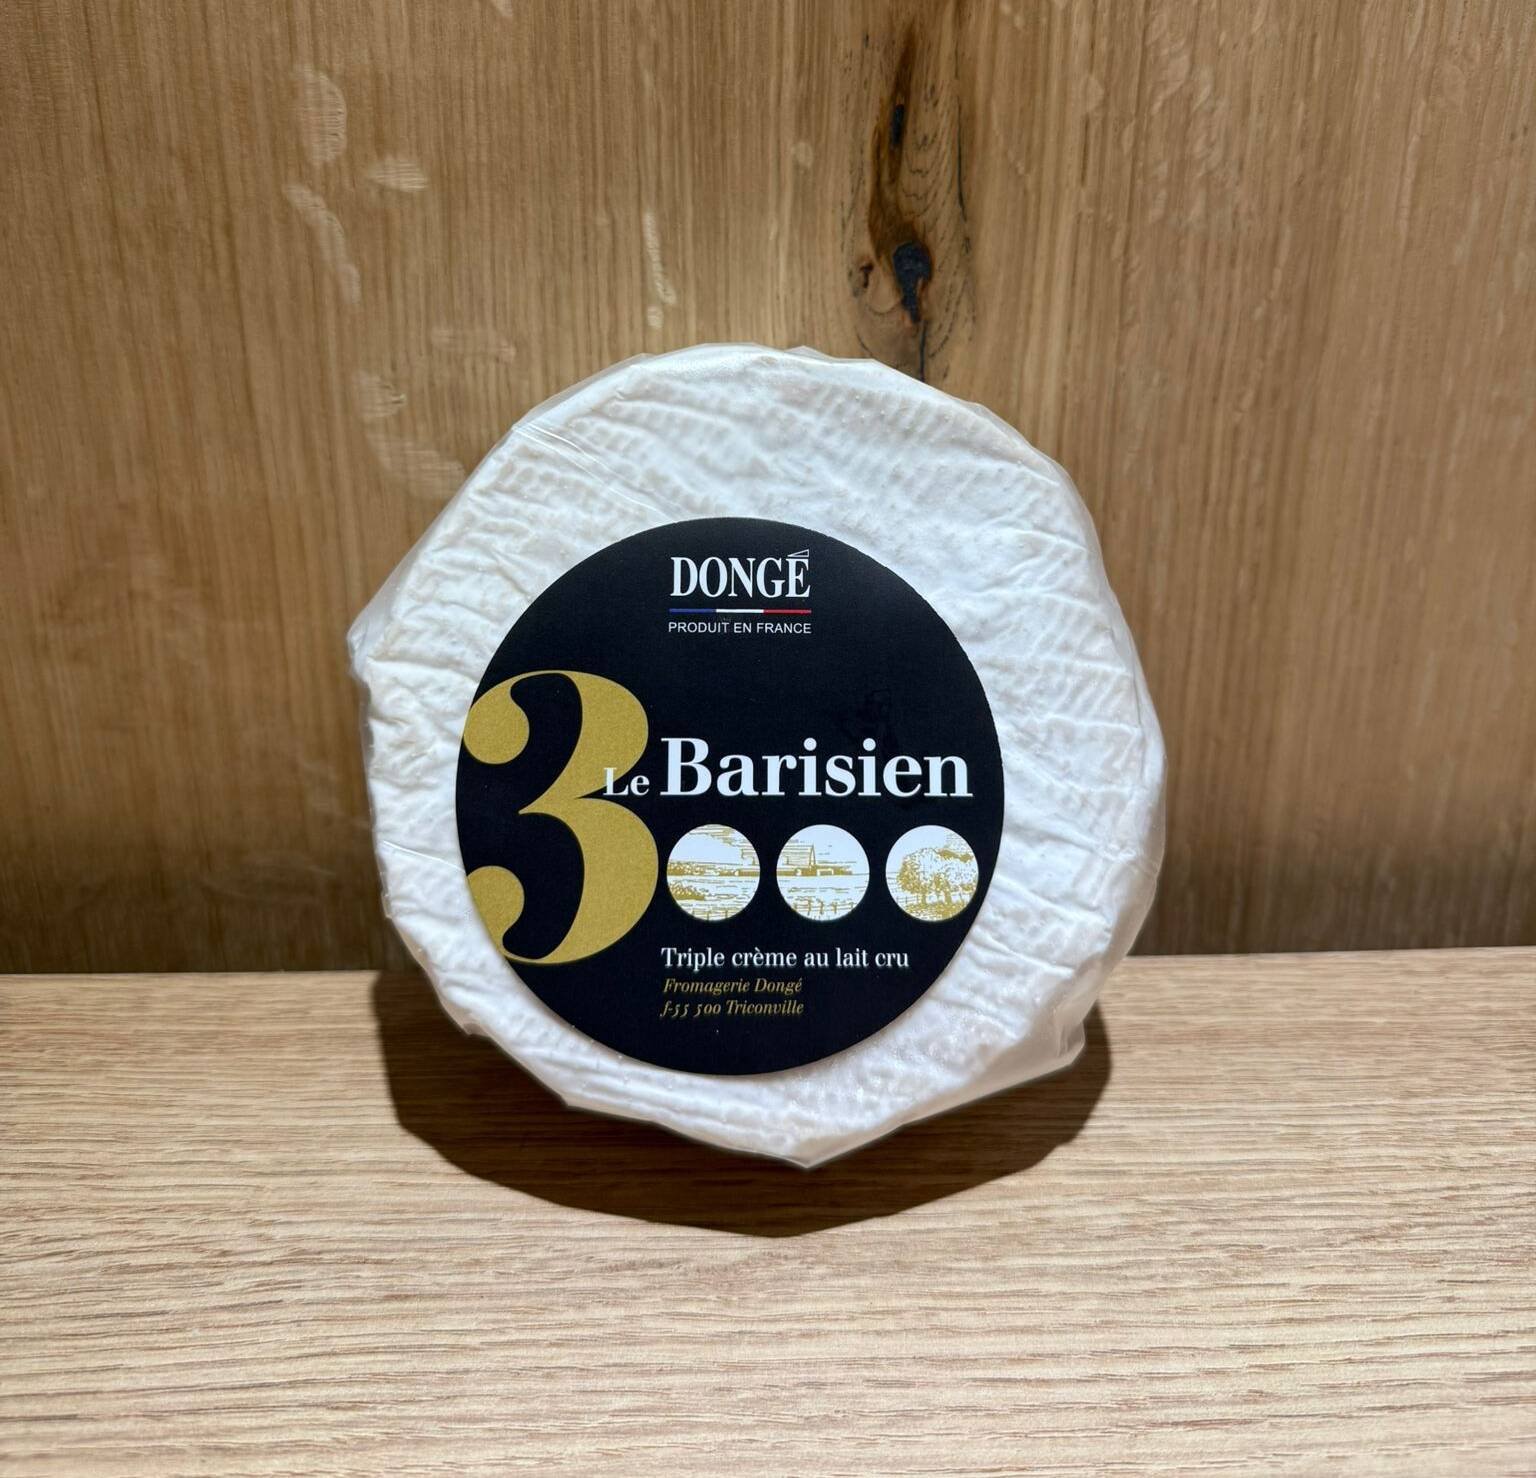 DONGÉ
PRODUIT EN FRANCE
3
Le Barisien
Triple crème au lait cru
Fromagerie Dongé
f-55 500 Triconville